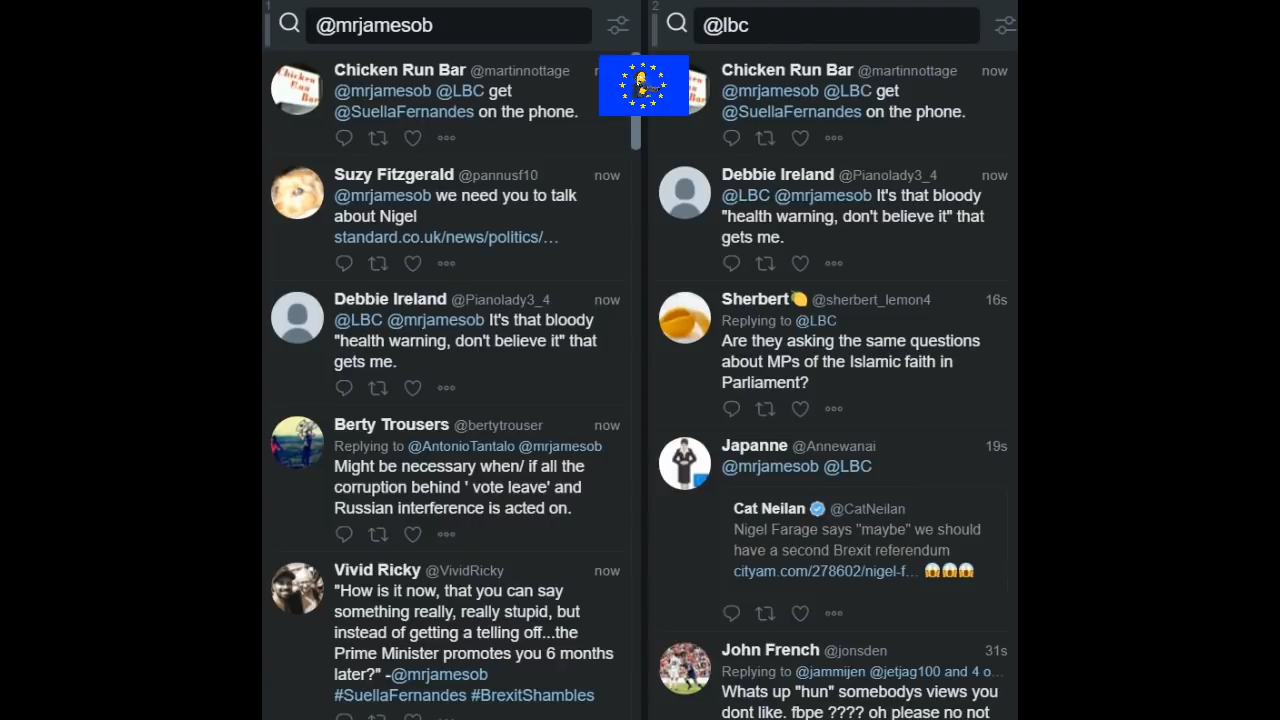 1
@mrjamesob
Chicken Run Bar @martinnottage
@mrjamesob @LBC get
@SuellaFernandes on the phone.
Suzy Fitzgerald @pannusf10 now
@mrjamesob we need you to talk
about Nigel
standard.co.uk/news/politics/…
Debbie Ireland @Pianolady3_4 now
@LBC @mrjamesob It's that bloody
"health warning, don't believe it" that
gets me.
Berty Trousers @bertytrouser now
Replying to @AntonioTantalo @mrjamesob
Might be necessary when/ if all the
corruption behind ' vote leave' and
Russian interference is acted on.
Vivid Ricky @VividRicky now
"How is it now, that you can say
something really, really stupid, but
instead of getting a telling off...the
Prime Minister promotes you 6 months
later?" -@mrjamesob
#SuellaFernandes #BrexitShambles
2
@lbc
Chicken Run Bar @martinnottage now
@mrjamesob @LBC get
@SuellaFernandes on the phone.
Debbie Ireland @Pianolady3_4 now
@LBC @mrjamesob It's that bloody
"health warning, don't believe it" that
gets me.
Sherbert🍋 @sherbert_lemon4 16s
Replying to @LBC
Are they asking the same questions
about MPs of the Islamic faith in
Parliament?
Japanne @Annewanai 19s
@mrjamesob @LBC
Cat Neilan @CatNeilan
Nigel Farage says "maybe" we should
have a second Brexit referendum
cityam.com/278602/nigel-f… 😱😱😱
John French @jonsden 31s
Replying to @jammijen @jetjag100 and 4 o...
Whats up "hun" somebodys views you
dont like. fbpe ???? oh please no not